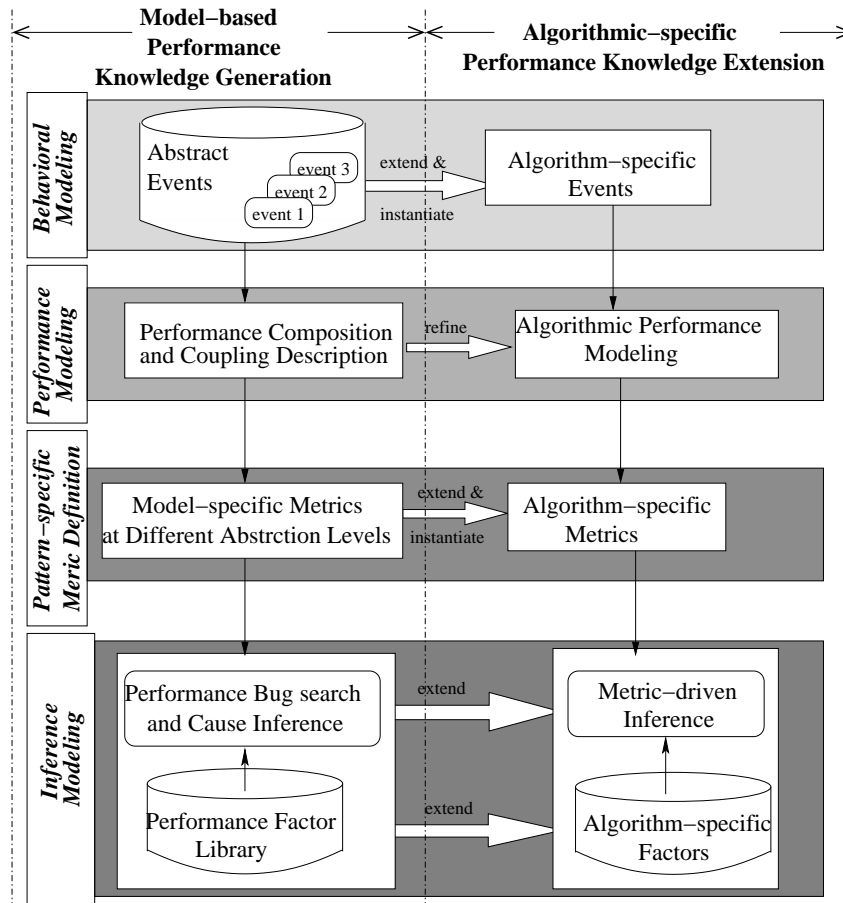 Model−based
Performance
Knowledge Generation
Algorithmic−specific
Performance Knowledge Extension
Behavioral
Modeling
Abstract
Events
event 3
event 2
event 1
extend &
instantiate
Algorithm−specific
Events
Performance
Modeling
Performance Composition
and Coupling Description
refine
Algorithmic Performance
Modeling
Pattern−specific
Meric Definition
Model−specific Metrics
at Different Abstrction Levels
extend &
instantiate
Algorithm−specific
Metrics
Inference
Modeling
Performance Bug search
and Cause Inference
extend
Metric−driven
Inference
Performance Factor
Library
extend
Algorithm−specific
Factors